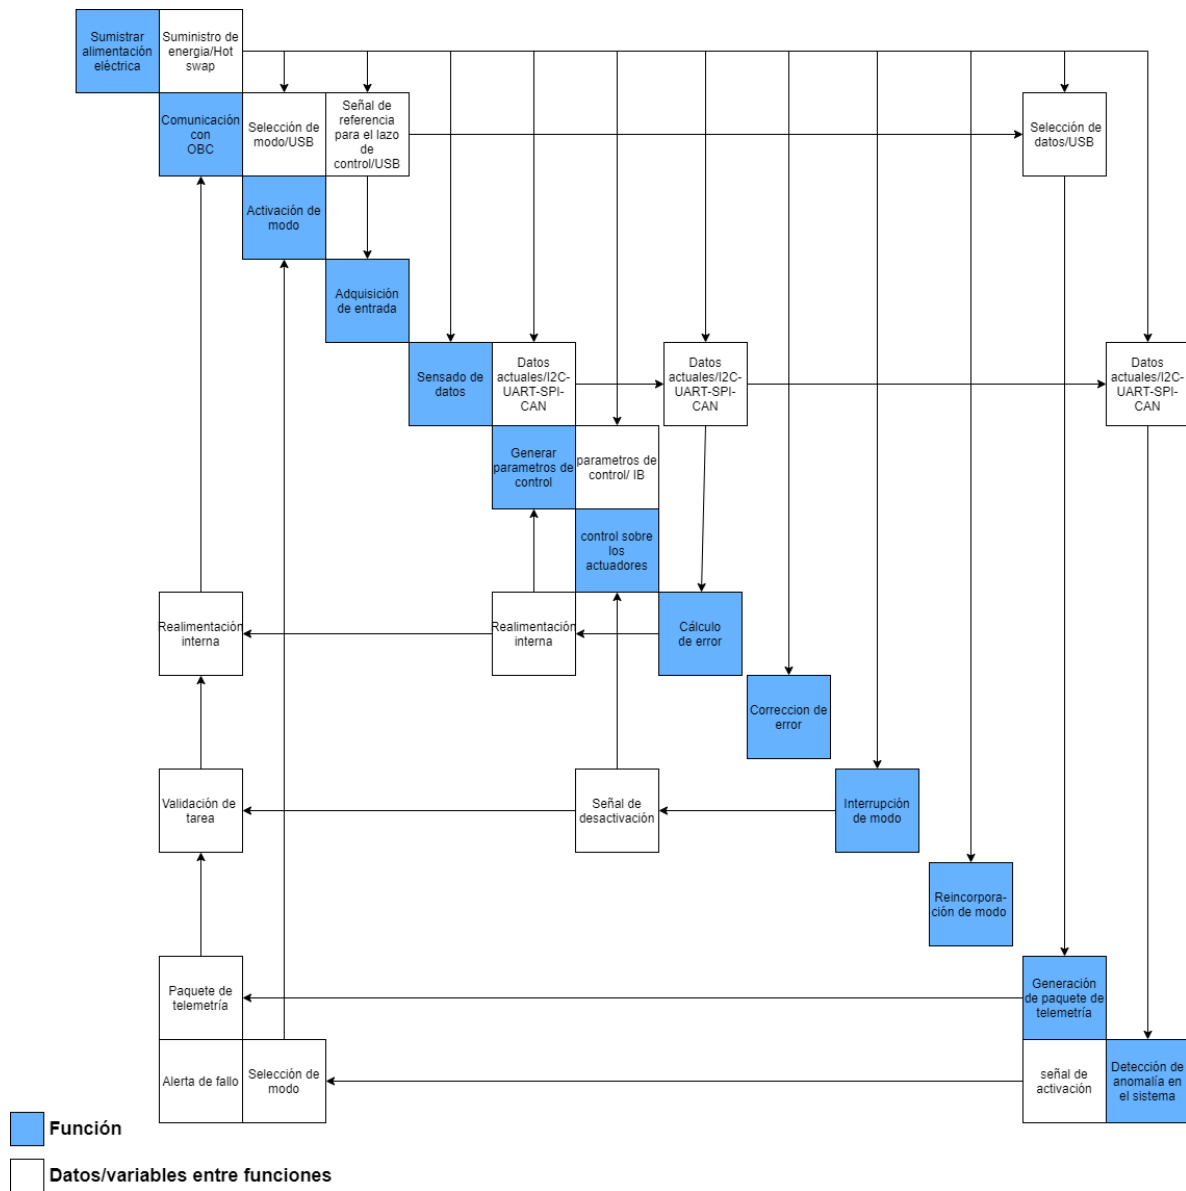 Sumistrar
alimentación
eléctrica
Suministro de
energia/Hot
swap
Comunicación
con
OBC
Selección de
modo/USB
Señal de
referencia
para el lazo
de
control/USB
Selección de
datos/USB
Activación de
modo
Adquisición
de entrada
Sensado de
datos
Datos
actuales/I2C-
UART-SPI-
CAN
Datos
actuales/I2C-
UART-SPI-
CAN
Datos
actuales/I2C-
UART-SPI-
CAN
Generar
parametros de
control
parametros de
control/ IB
control sobre
los
actuadores
Realimentación
interna
Realimentación
interna
Cálculo
de error
Correccion de
error
Validación de
tarea
Señal de
desactivación
Interrupción
de modo
Reincorpora-
ción de modo
Paquete de
telemetría
Generación
de paquete de
telemetría
Alerta de fallo
Selección de
modo
señal de
activación
Detección de
anomalía en
el sistema
Función
Datos/variables entre funciones